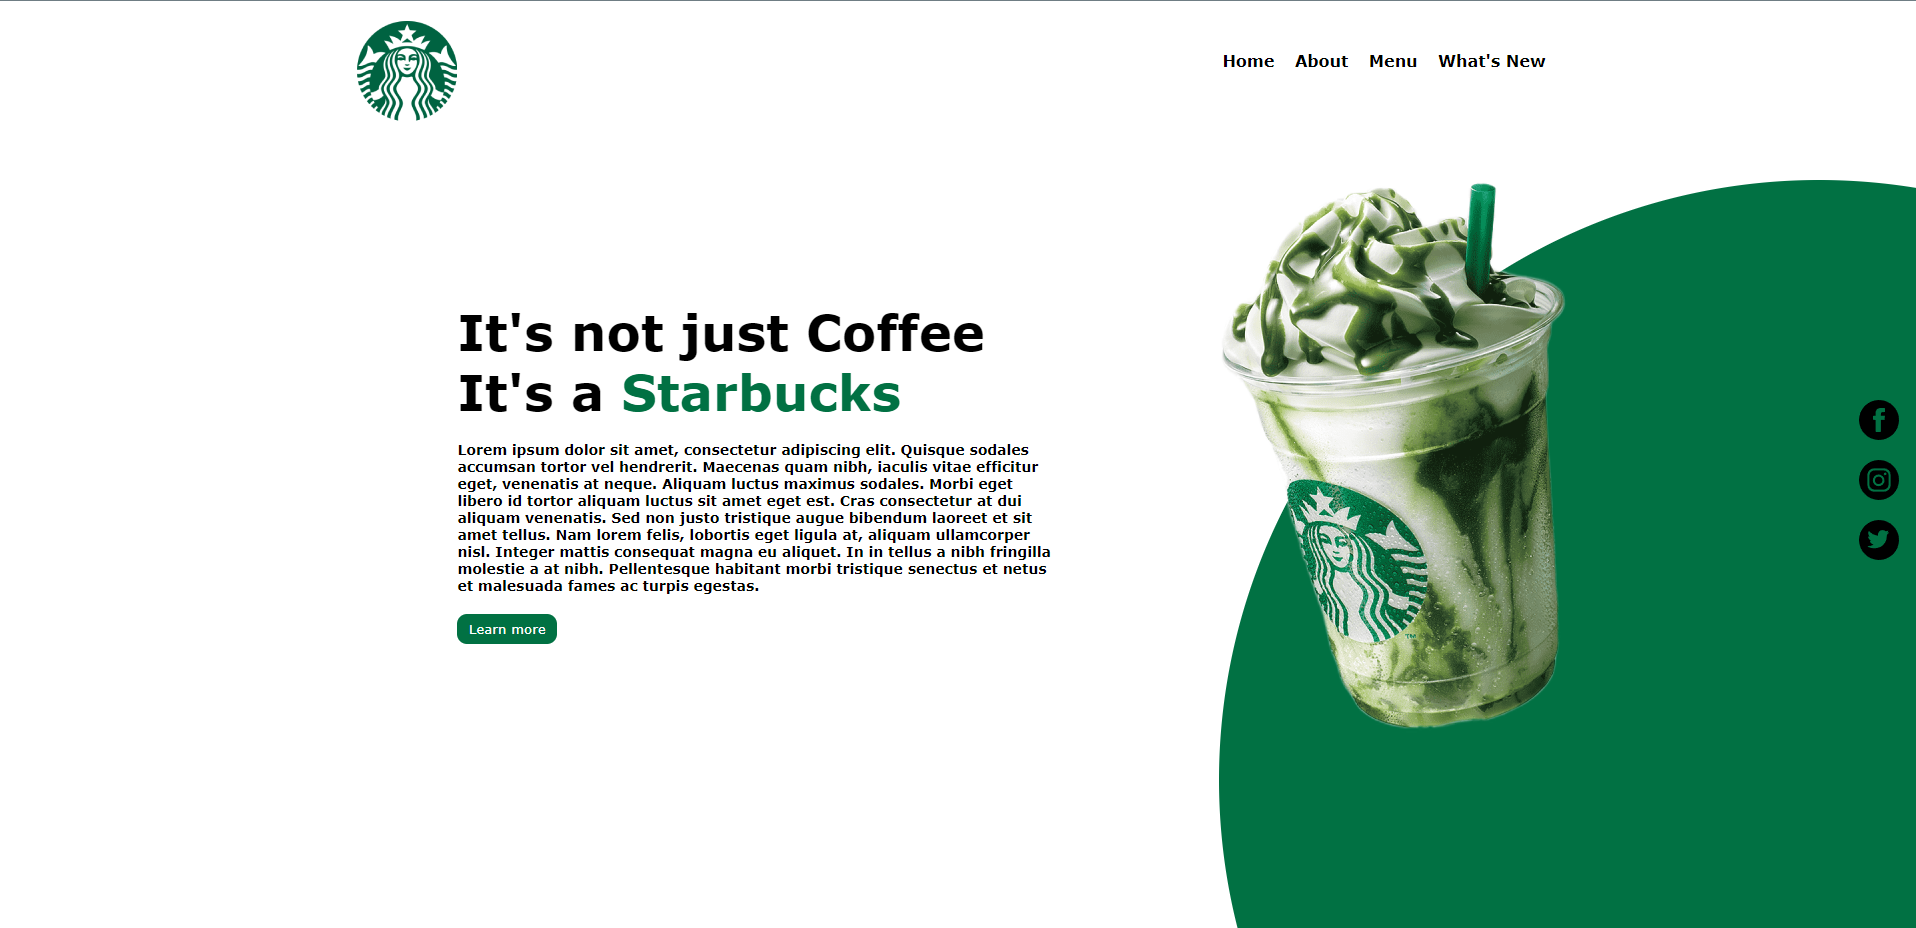 Home About Menu What's New
It's not just Coffee
It's a Starbucks
Lorem ipsum dolor sit amet, consectetur adipiscing elit. Quisque sodales
accumsan tortor vel hendrerit. Maecenas quam nibh, iaculis vitae efficitur
eget, venenatis at neque. Aliquam luctus maximus sodales. Morbi eget
libero id tortor aliquam luctus sit amet eget est. Cras consectetur at dui
aliquam venenatis. Sed non justo tristique augue bibendum laoreet et sit
amet tellus. Nam lorem felis, lobortis eget ligula at, aliquam ullamcorper
nisl. Integer mattis consequat magna eu aliquet. In in tellus a nibh fringilla
molestie a at nibh. Pellentesque habitant morbi tristique senectus et netus
et malesuada fames ac turpis egestas.
Learn more
TM